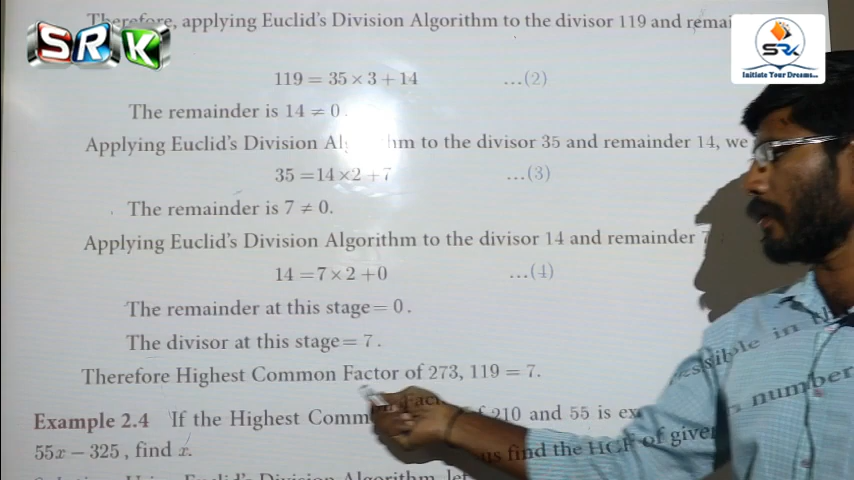 Therefore, applying Euclid's Division Algorithm to the divisor 119 and
SRK
SRK
Initiate Your Dreams...
119 = 35 × 3 + 14 ...(2)
The remainder is 14 ≠ 0.
Applying Euclid's Division to the divisor 35 and remainder 14, we
35 = 14 × 2 + 7 ...(3)
The remainder is 7 ≠ 0.
Applying Euclid's Division Algorithm to the divisor 14 and remainder 7
14 = 7 × 2 + 0 ...(4)
The remainder at this stage = 0.
The divisor at this stage = 7.
Therefore Highest Common Factor of 273, 119 = 7.
Example 2.4 If the Highest 210 and 55 is
55x − 325, find x.
in
find the HCF of number